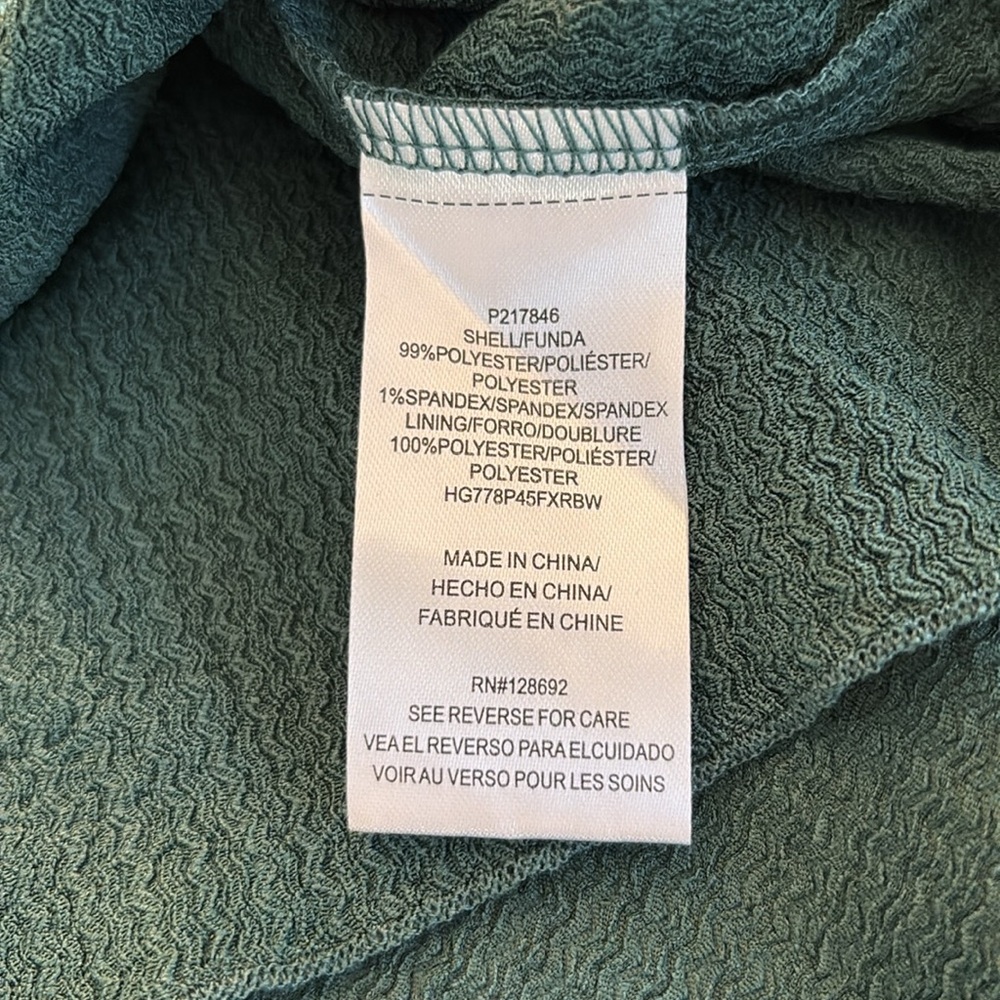 P217846
SHELL/FUNDA
99%POLYESTER/POLIÉSTER/
POLYESTER
1%SPANDEX/SPANDEX/SPANDEX
LINING/FORRO/DOUBLURE
100%POLYESTER/POLIÉSTER/
POLYESTER
HG778P45FXRBW
MADE IN CHINA/
HECHO EN CHINA/
FABRIQUÉ EN CHINE
RN#128692
SEE REVERSE FOR CARE
VEA EL REVERSO PARA EL CUIDADO
VOIR AU VERSO POUR LES SOINS